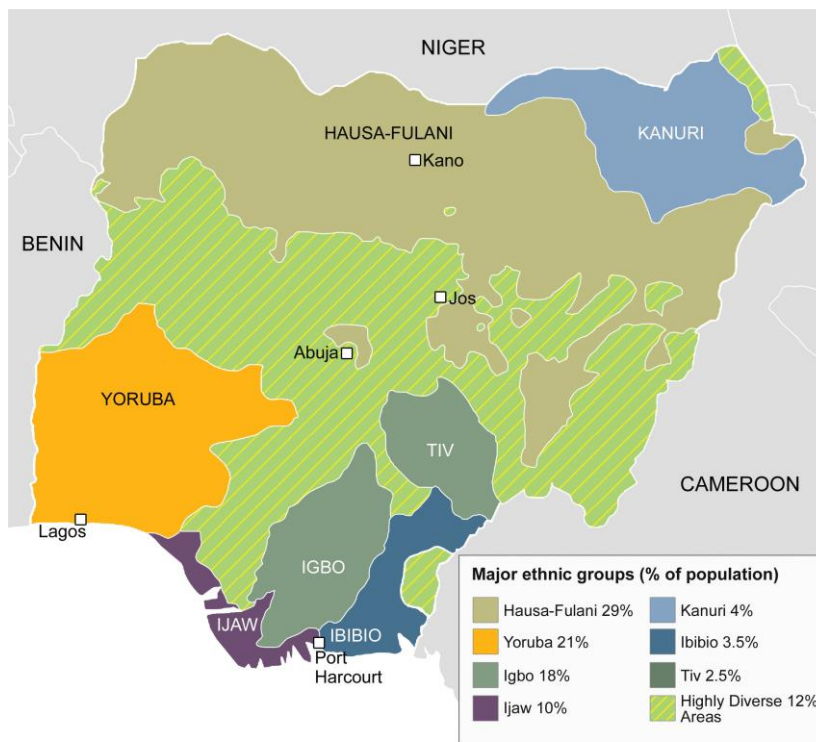 NIGER
HAUSA-FULANI
KANURI
Kano
BENIN
Jos
Abuja
YORUBA
TIV
CAMEROON
Lagos
IGBO
IJAW
IBIBIO
Port
Harcourt
Major ethnic groups (% of population)
Hausa-Fulani 29%
Yoruba 21%
Igbo 18%
Ijaw 10%
Kanuri 4%
Ibibio 3.5%
Tiv 2.5%
Highly Diverse 12%
Areas